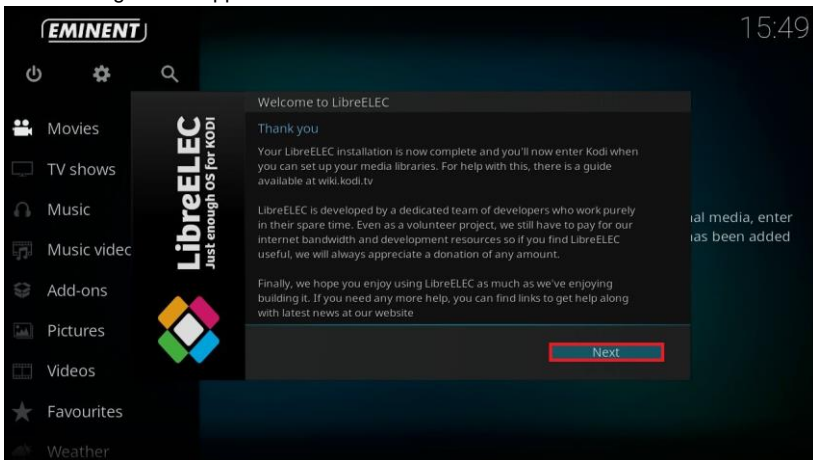 EMINENT
15:49
Movies
TV shows
Music
Music videc
Add-ons
Pictures
Videos
Favourites
Weather
LibreELEC
Just enough OS for KODI
Welcome to LibreELEC
Thank you
Your LibreELEC installation is now complete and you'll now enter Kodi when
you can set up your media libraries. For help with this, there is a guide
available at wiki.kodi.tv
LibreELEC is developed by a dedicated team of developers who work purely
in their spare time. Even as a volunteer project, we still have to pay for our
internet bandwidth and development resources so if you find LibreELEC
useful, we will always appreciate a donation of any amount.
Finally, we hope you enjoy using LibreELEC as much as we've enjoying
building it. If you need any more help, you can find links to get help along
with latest news at our website
Next
media, enter
has been added